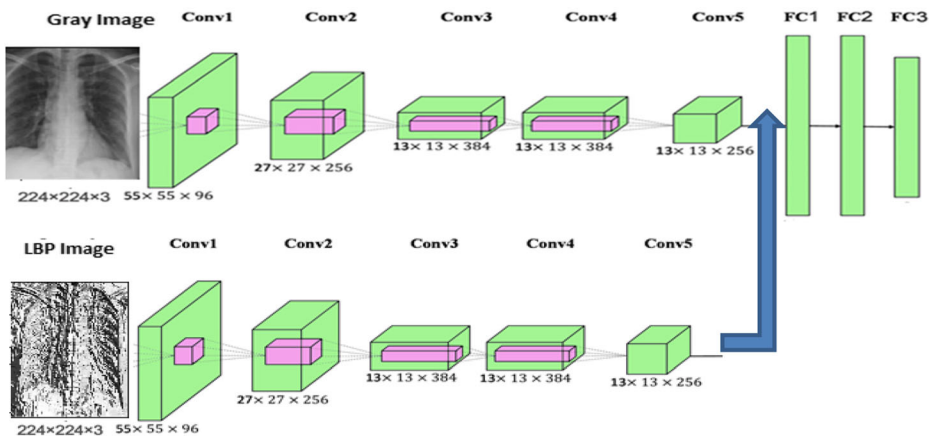 Gray Image Conv1 Conv2 Conv3 Conv4 Conv5 FC1 FC2 FC3
13× 13 × 384 13× 13 × 384 13× 13 × 256
27× 27 × 256
224×224×3 55× 55 × 96
LBP Image Conv1 Conv2 Conv3 Conv4 Conv5
13× 13 × 384 13× 13 × 384 13× 13 × 256
27× 27 × 256
224×224×3 55× 55 × 96